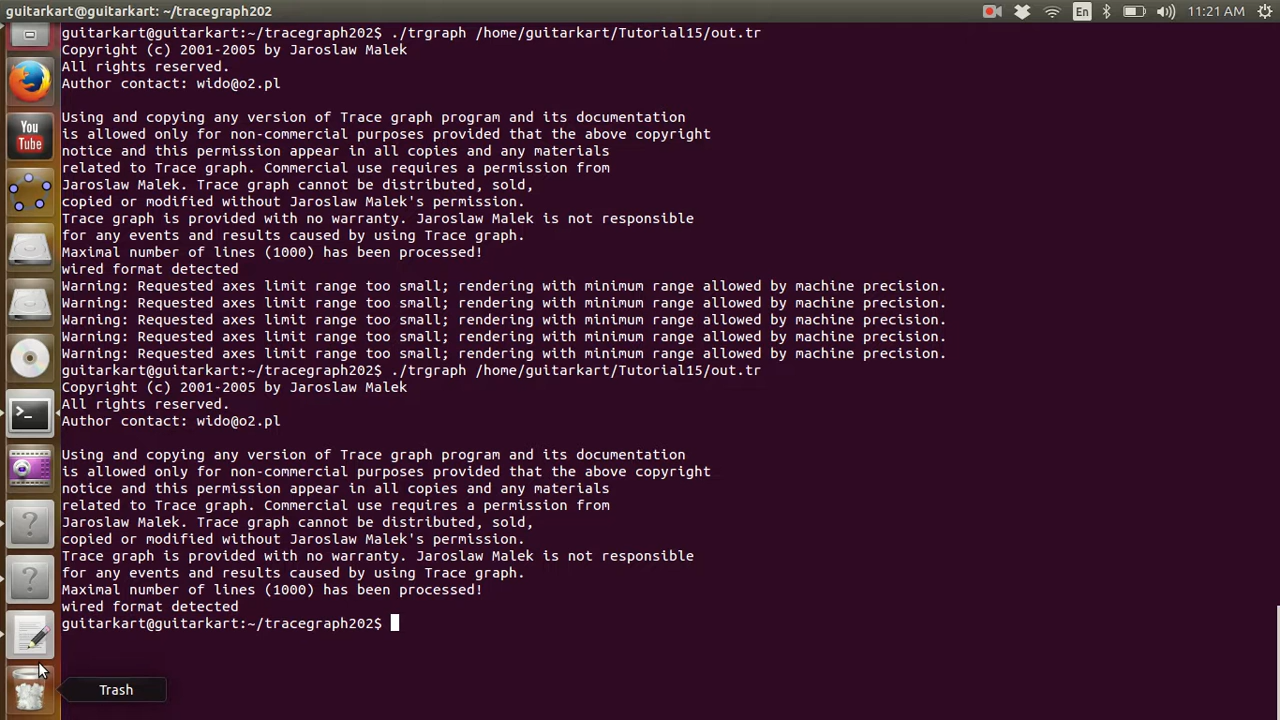 guitarkart@guitarkart: ~/tracegraph202
En
11:21 AM
guitarkart@guitarkart:~/tracegraph202$ ./trgraph /home/guitarkart/Tutorial15/out.tr
Copyright (c) 2001-2005 by Jaroslaw Malek
All rights reserved.
Author contact: wido@o2.pl
Using and copying any version of Trace graph program and its documentation
is allowed only for non-commercial purposes provided that the above copyright
notice and this permission appear in all copies and any materials
related to Trace graph. Commercial use requires a permission from
Jaroslaw Malek. Trace graph cannot be distributed, sold,
copied or modified without Jaroslaw Malek's permission.
Trace graph is provided with no warranty. Jaroslaw Malek is not responsible
for any events and results caused by using Trace graph.
Maximal number of lines (1000) has been processed!
wired format detected
Warning: Requested axes limit range too small; rendering with minimum range allowed by machine precision.
Warning: Requested axes limit range too small; rendering with minimum range allowed by machine precision.
Warning: Requested axes limit range too small; rendering with minimum range allowed by machine precision.
Warning: Requested axes limit range too small; rendering with minimum range allowed by machine precision.
Warning: Requested axes limit range too small; rendering with minimum range allowed by machine precision.
guitarkart@guitarkart:~/tracegraph202$ ./trgraph /home/guitarkart/Tutorial15/out.tr
Copyright (c) 2001-2005 by Jaroslaw Malek
All rights reserved.
Author contact: wido@o2.pl
Using and copying any version of Trace graph program and its documentation
is allowed only for non-commercial purposes provided that the above copyright
notice and this permission appear in all copies and any materials
related to Trace graph. Commercial use requires a permission from
Jaroslaw Malek. Trace graph cannot be distributed, sold,
copied or modified without Jaroslaw Malek's permission.
Trace graph is provided with no warranty. Jaroslaw Malek is not responsible
for any events and results caused by using Trace graph.
Maximal number of lines (1000) has been processed!
wired format detected
guitarkart@guitarkart:~/tracegraph202$
You
Tube
>_
?
?
Trash